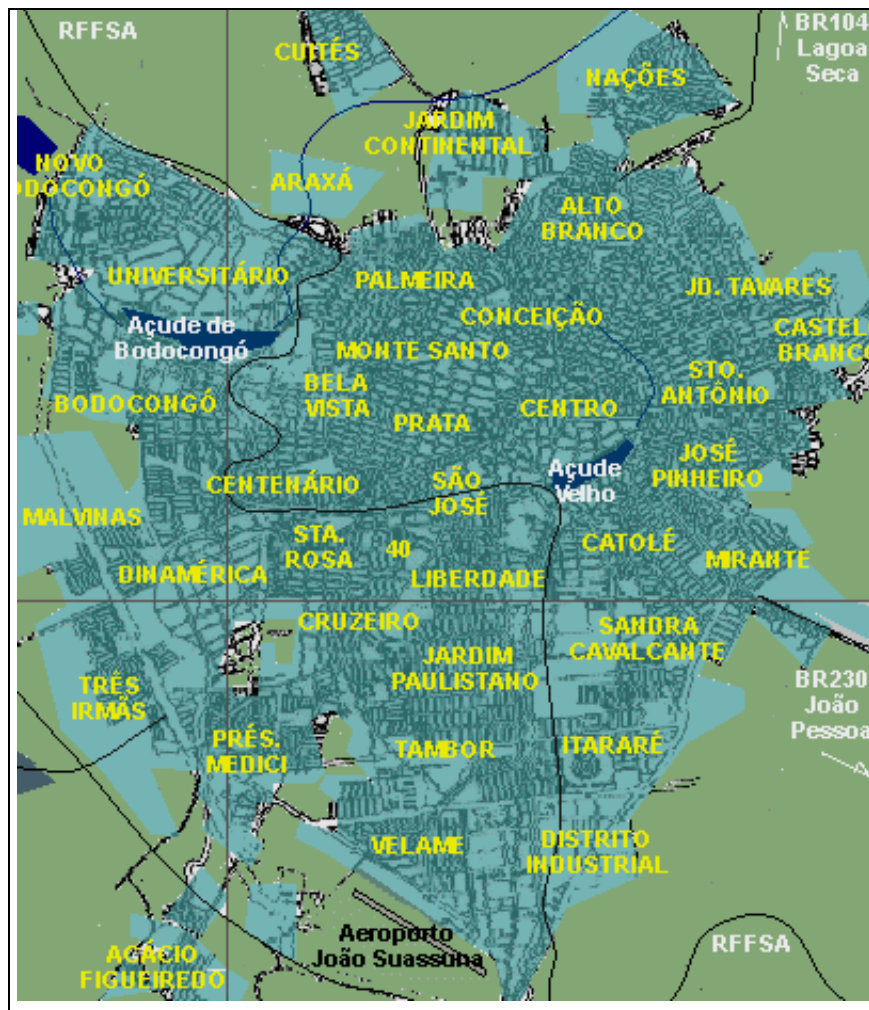 RFFSA
BR104
Lagoa
Seca
CUITÉS
NAÇÕES
JARDIM
CONTINENTAL
NOVO
ODOCONGÓ
ARAXÁ
ALTO
BRANCO
UNIVERSITÁRIO
PALMEIRA
JD. TAVARES
CONCEIÇÃO
Açude de
Bodocongó
CASTEL
BRANCO
MONTE SANTO
STO.
ANTÔNIO
BELA
VISTA
BODOCONGÓ
CENTRO
PRATA
JOSÉ
PINHEIRO
Açude
Velho
CENTENÁRIO
SÃO
JOSÉ
MALVINAS
STA.
ROSA
40
CATOLÉ
MIRANTE
DINAMÉRICA
LIBERDADE
CRUZEIRO
SANDRA
CAVALCANTE
JARDIM
PAULISTANO
TRÊS
IRMÃS
BR230
João
Pessoa
PRÉS.
MEDICI
TAMBOR
ITARARÉ
VELAME
DISTRITO
INDUSTRIAL
Aeroporto
João Suassuna
RFFSA
AGÁCIO
FIGUEIREDO